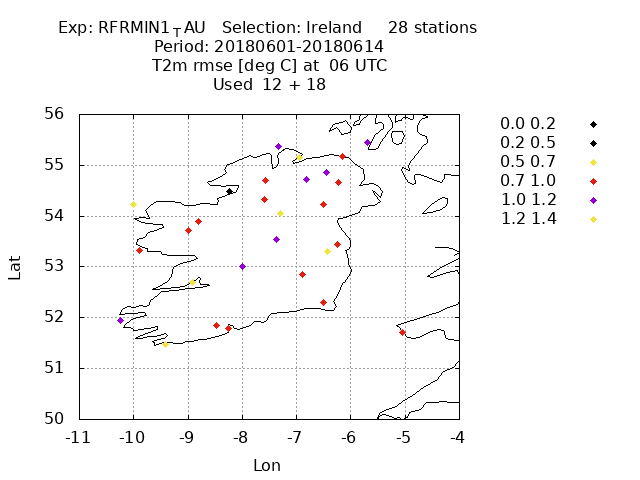 Exp: RFRMIN1TAU Selection: Ireland 28 stations
Period: 20180601-20180614
T2m rmse [deg C] at 06 UTC
Used 12 + 18
56
55
54
53
52
51
50
-11 -10 -9 -8 -7 -6 -5 -4
Lat
Lon
0.0 0.2
0.2 0.5
0.5 0.7
0.7 1.0
1.0 1.2
1.2 1.4